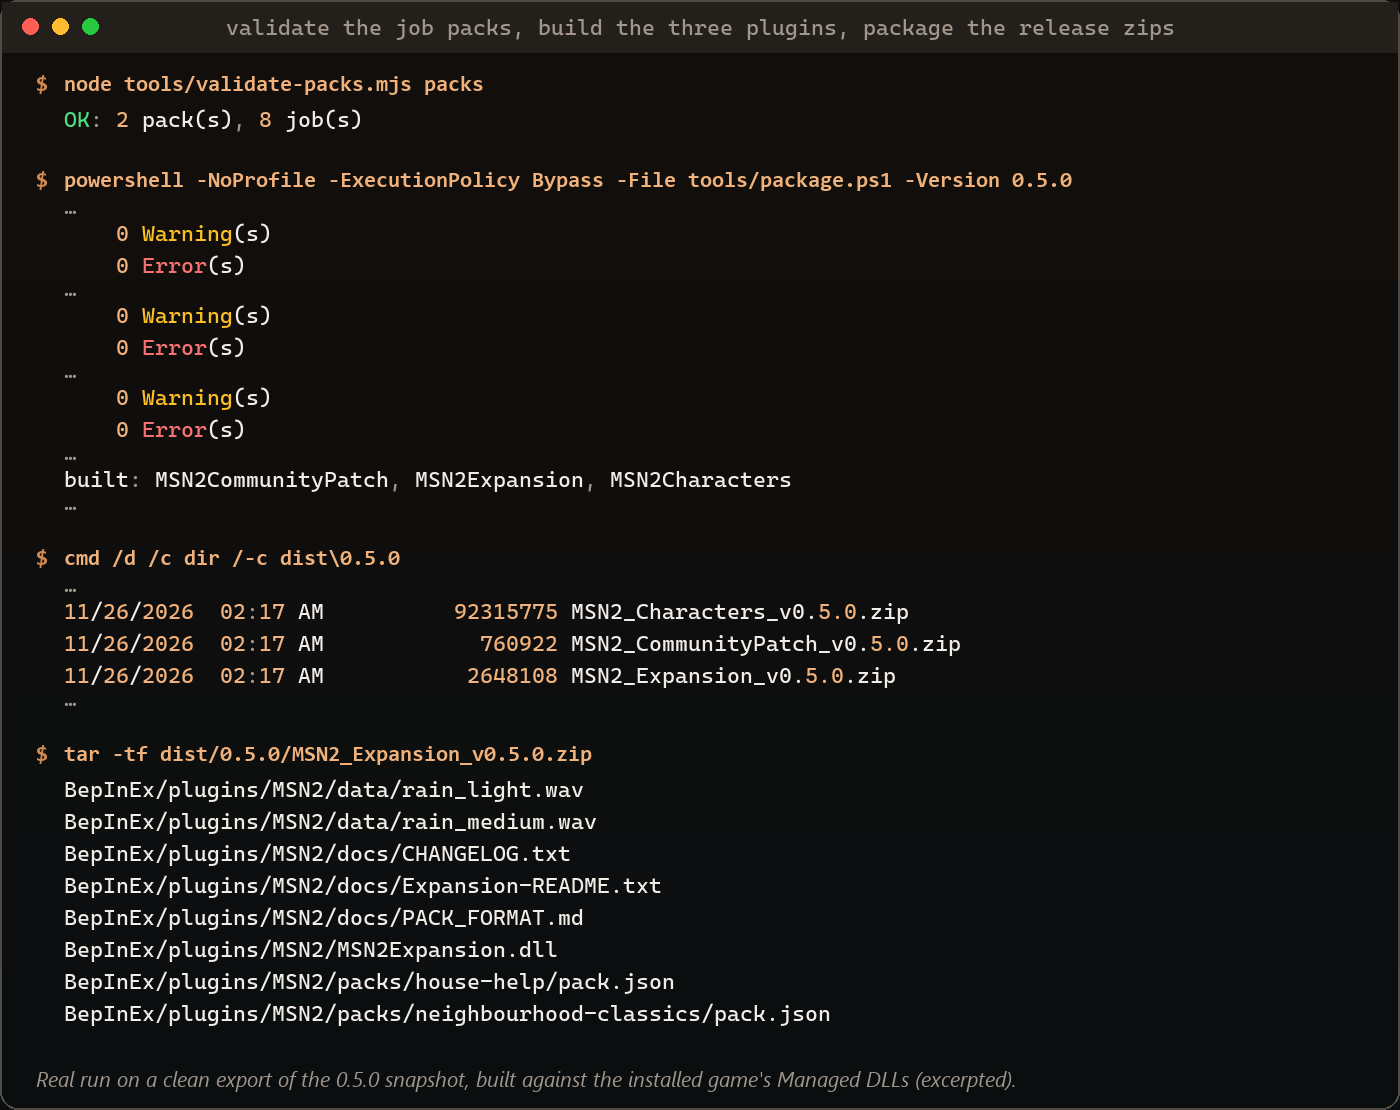 validate the job packs, build the three plugins, package the release zips
$ node tools/validate-packs.mjs packs
OK: 2 pack(s), 8 job(s)
$ powershell -NoProfile -ExecutionPolicy Bypass -File tools/package.ps1 -Version 0.5.0
…
0 Warning(s)
0 Error(s)
…
0 Warning(s)
0 Error(s)
…
0 Warning(s)
0 Error(s)
…
built: MSN2CommunityPatch, MSN2Expansion, MSN2Characters
…
$ cmd /d /c dir /-c dist\0.5.0
…
11/26/2026  02:17 AM          92315775 MSN2_Characters_v0.5.0.zip
11/26/2026  02:17 AM            760922 MSN2_CommunityPatch_v0.5.0.zip
11/26/2026  02:17 AM           2648108 MSN2_Expansion_v0.5.0.zip
…
$ tar -tf dist/0.5.0/MSN2_Expansion_v0.5.0.zip
BepInEx/plugins/MSN2/data/rain_light.wav
BepInEx/plugins/MSN2/data/rain_medium.wav
BepInEx/plugins/MSN2/docs/CHANGELOG.txt
BepInEx/plugins/MSN2/docs/Expansion-README.txt
BepInEx/plugins/MSN2/docs/PACK_FORMAT.md
BepInEx/plugins/MSN2/MSN2Expansion.dll
BepInEx/plugins/MSN2/packs/house-help/pack.json
BepInEx/plugins/MSN2/packs/neighbourhood-classics/pack.json
Real run on a clean export of the 0.5.0 snapshot, built against the installed game's Managed DLLs (excerpted).